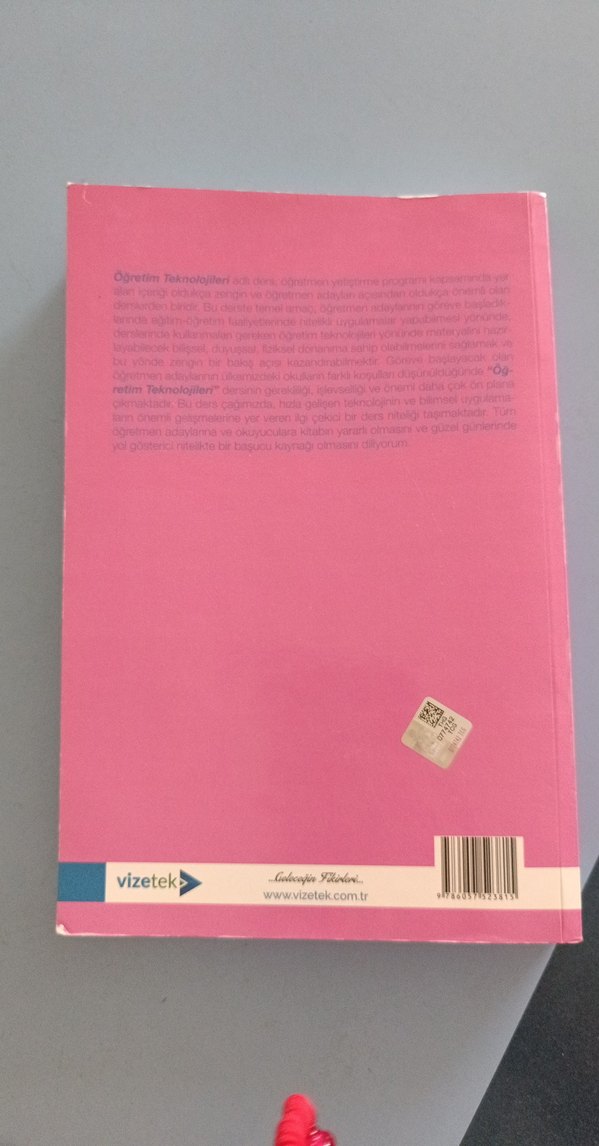 Öğretim Teknolojileri adlı ders, öğretmen yetiştirme programı kapsamında yer
alan içeriği oldukça zengin ve öğretmen adayları açısından oldukça önemli olan
derslerden biridir. Bu derste temel amaç, öğretmen adaylarının göreve başladık-
larında eğitim-öğretim faaliyetlerinde nitelikli uygulamalar yapabilmesi yönünde,
derslerinde kullanmaları gereken öğretim teknolojileri yönünde materyalini hazır-
layabilecek bilişsel, duyuşsal, fiziksel donanıma sahip olabilmelerini sağlamak ve
bu yönde zengin bir bakış açısı kazandırabilmektir. Göreve başlayacak olan
öğretmen adaylarının ülkemizdeki okulların farklı koşulları düşünüldüğünde "Öğ-
retim Teknolojileri" dersinin gerekliliği, işlevselliği ve önemi daha çok ön plana
çıkmaktadır. Bu ders çağımızda, hızla gelişen teknolojinin ve bilimsel uygulama-
ların önemli gelişmelerine yer veren ilgi çekici bir ders niteliği taşımaktadır. Tüm
öğretmen adaylarına ve okuyuculara kitabın yararlı olmasını ve güzel günlerinde
yol gösterici nitelikte bir başucu kaynağı olmasını diliyorum.
vizetek
...Geleceğin Fikirleri...
www.vizetek.com.tr
9 786057 523815